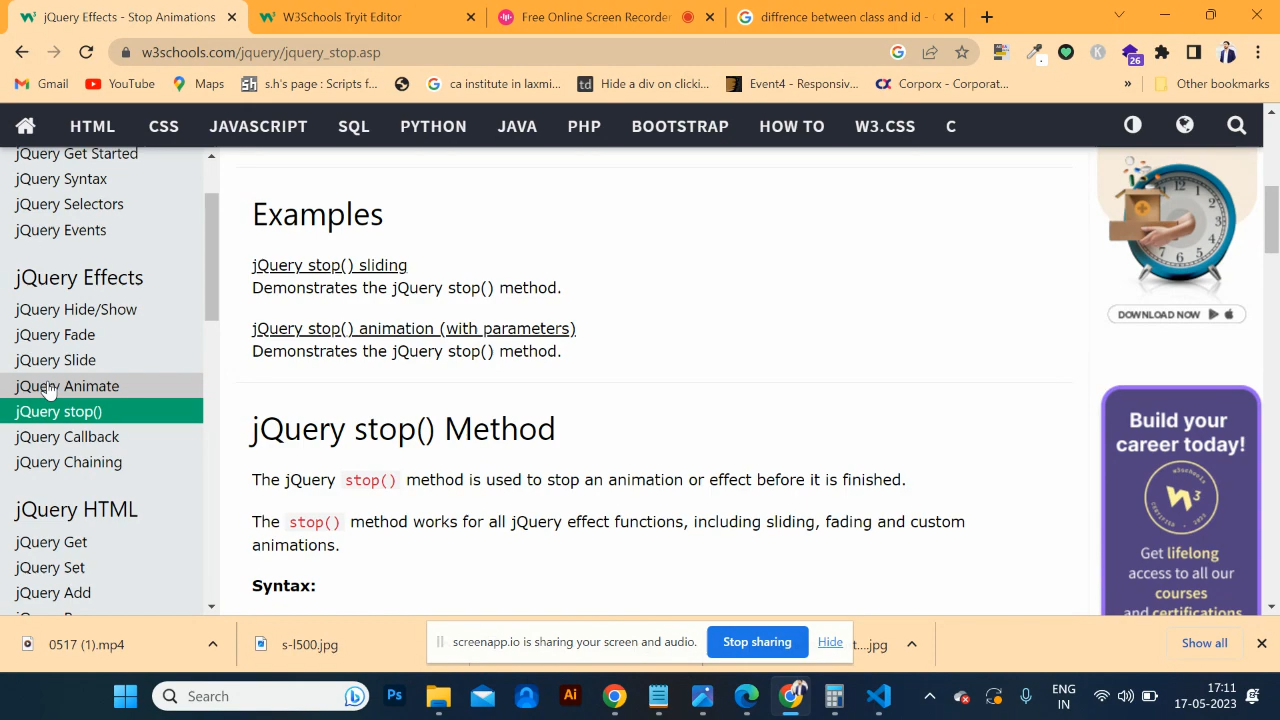 jQuery Effects - Stop Animations
W3Schools Tryit Editor
Free Online Screen Recorder
diffrence between class and id -
w3schools.com/jquery/jquery_stop.asp
26
Gmail
YouTube
Maps
s.h's page : Scripts f...
ca institute in laxmi...
Hide a div on clicki...
Event4 - Responsiv...
Corporx - Corporat...
»
Other bookmarks
HTML
CSS
JAVASCRIPT
SQL
PYTHON
JAVA
PHP
BOOTSTRAP
HOW TO
W3.CSS
C
jQuery Get Started
jQuery Syntax
jQuery Selectors
jQuery Events
jQuery Effects
jQuery Hide/Show
jQuery Fade
jQuery Slide
jQuery Animate
jQuery stop()
jQuery Callback
jQuery Chaining
jQuery HTML
jQuery Get
jQuery Set
jQuery Add
Examples
jQuery stop() sliding
Demonstrates the jQuery stop() method.
jQuery stop() animation (with parameters)
Demonstrates the jQuery stop() method.
jQuery stop() Method
The jQuery stop() method is used to stop an animation or effect before it is finished.
The stop() method works for all jQuery effect functions, including sliding, fading and custom
animations.
Syntax:
DOWNLOAD NOW
Build your
career today!
Get lifelong
access to all our
courses
and certifications
0517 (1).mp4
s-l500.jpg
screenapp.io is sharing your screen and audio.
Stop sharing
Hide
t....jpg
Show all
Search
ENG
IN
17:11
17-05-2023